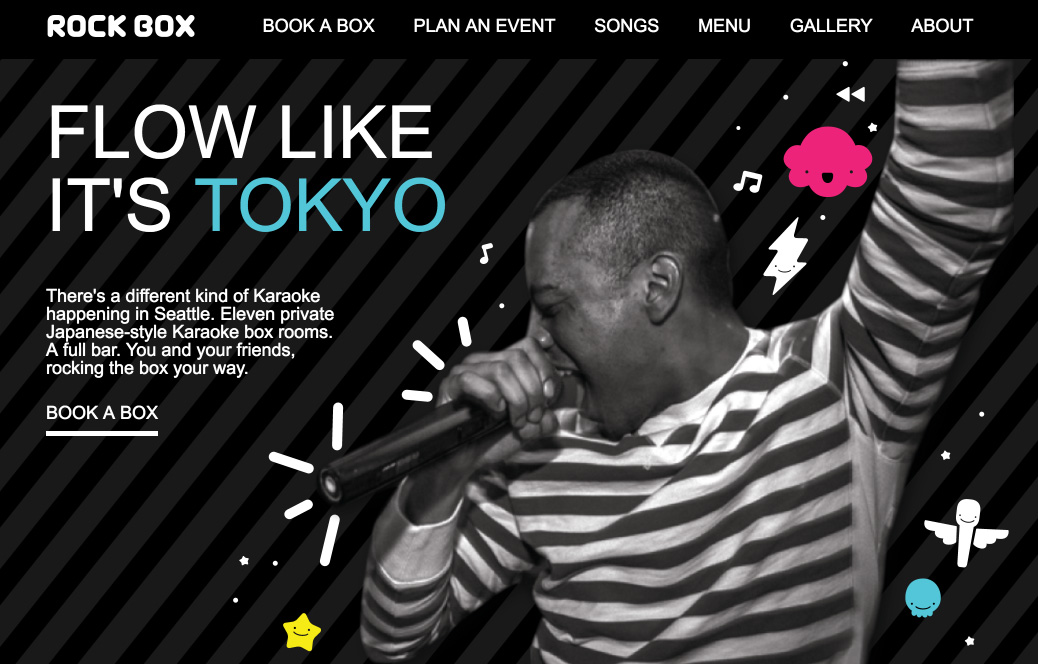 ROCK BOX
BOOK A BOX
PLAN AN EVENT
SONGS
MENU
GALLERY
ABOUT
FLOW LIKE
IT'S TOKYO
There's a different kind of Karaoke
happening in Seattle. Eleven private
Japanese-style Karaoke box rooms.
A full bar. You and your friends,
rocking the box your way.
BOOK A BOX